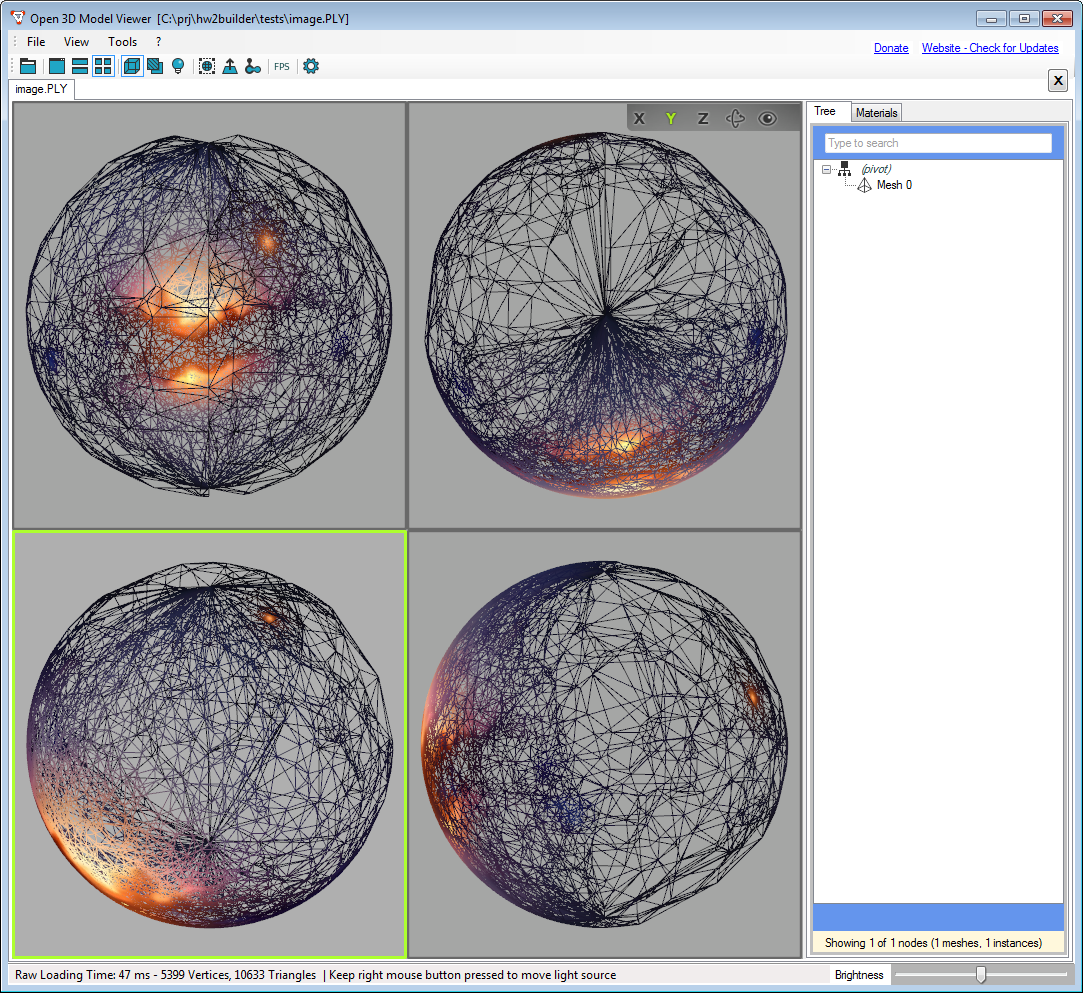 Open 3D Model Viewer  [C:\prj\hw2builder\tests\image.PLY]
File View Tools ?
Donate Website - Check for Updates
FPS
image.PLY
X
X Y Z
Tree Materials
Type to search
(pivot)
Mesh 0
Showing 1 of 1 nodes (1 meshes, 1 instances)
Raw Loading Time: 47 ms - 5399 Vertices, 10633 Triangles | Keep right mouse button pressed to move light source
Brightness